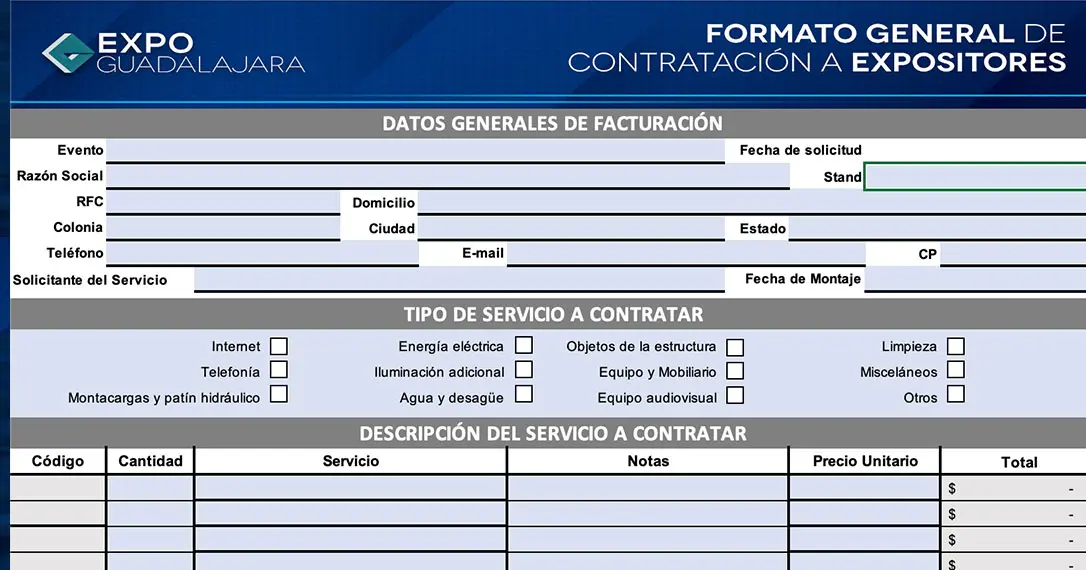 EXPO
GUADALAJARA
FORMATO GENERAL DE
CONTRATACIÓN A EXPOSITORES
DATOS GENERALES DE FACTURACIÓN
Evento Fecha de solicitud
Razón Social Stand
RFC Domicilio
Colonia Ciudad Estado
Teléfono E-mail CP
Solicitante del Servicio Fecha de Montaje
TIPO DE SERVICIO A CONTRATAR
Internet Energía eléctrica Objetos de la estructura Limpieza
Telefonía Iluminación adicional Equipo y Mobiliario Misceláneos
Montacargas y patín hidráulico Agua y desagüe Equipo audiovisual Otros
DESCRIPCIÓN DEL SERVICIO A CONTRATAR
Código Cantidad Servicio Notas Precio Unitario Total
$ -
$ -
$ -
$ -